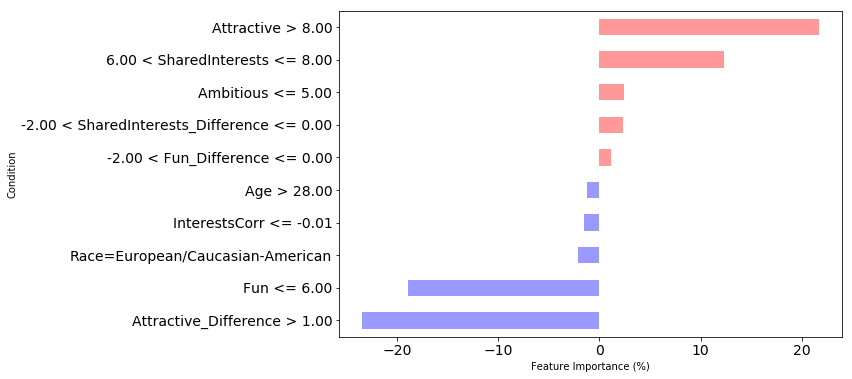 Attractive > 8.00
6.00 < SharedInterests <= 8.00
Ambitious <= 5.00
-2.00 < SharedInterests_Difference <= 0.00
-2.00 < Fun_Difference <= 0.00
Age > 28.00
InterestsCorr <= -0.01
Race=European/Caucasian-American
Fun <= 6.00
Attractive_Difference > 1.00
Condition
−20 −10 0 10 20
Feature Importance (%)